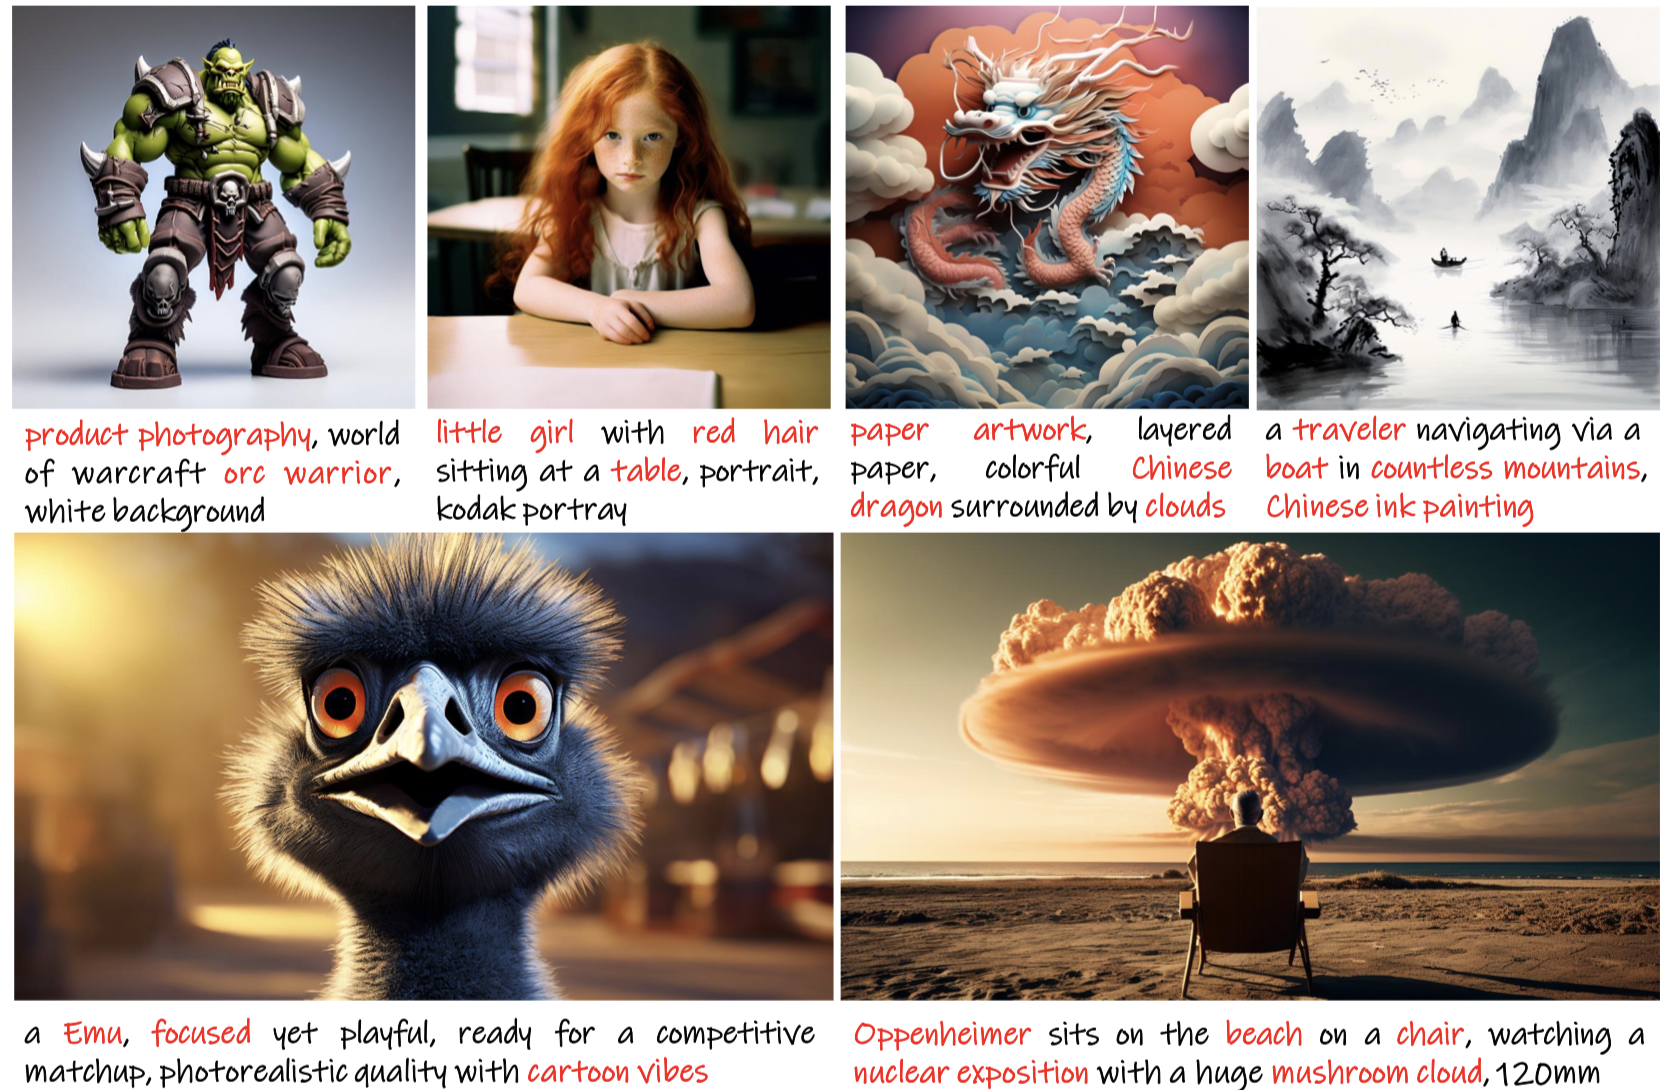 product photography, world
of warcraft orc warrior,
white background
little girl with red hair
sitting at a table, portrait,
kodak portray
paper artwork, layered
paper, colorful Chinese
dragon surrounded by clouds
a traveler navigating via a
boat in countless mountains,
Chinese ink painting
a Emu, focused yet playful, ready for a competitive
matchup, photorealistic quality with cartoon vibes
Oppenheimer sits on the beach on a chair, watching a
nuclear exposition with a huge mushroom cloud, 120mm